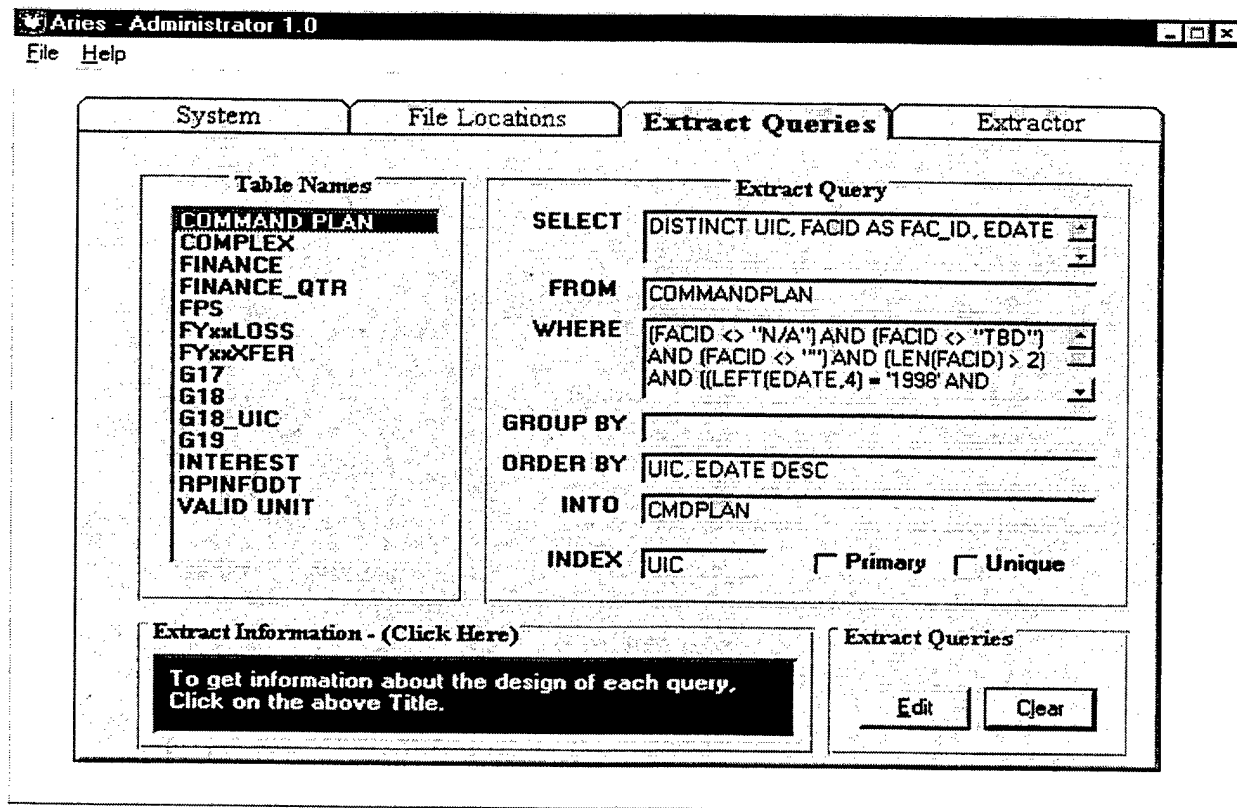 Aries - Administrator 1.0
File Help
System File Locations Extract Queries Extractor
Table Names
COMMAND PLAN
COMPLEX
FINANCE
FINANCE_QTR
FPS
FYxxLOSS
FYxxXFER
G17
G18
G18_UIC
G19
INTEREST
RPINFODT
VALID UNIT
Extract Query
SELECT DISTINCT UIC, FACID AS FAC_ID, EDATE
FROM COMMANDPLAN
WHERE (FACID <> "N/A") AND (FACID <> "TBD")
AND (FACID <> "") AND (LEN(FACID) > 2)
AND ((LEFT(EDATE,4) = '1998' AND
GROUP BY
ORDER BY UIC, EDATE DESC
INTO CMDPLAN
INDEX UIC Primary Unique
Extract Information - (Click Here)
To get information about the design of each query,
Click on the above Title.
Extract Queries
Edit Clear